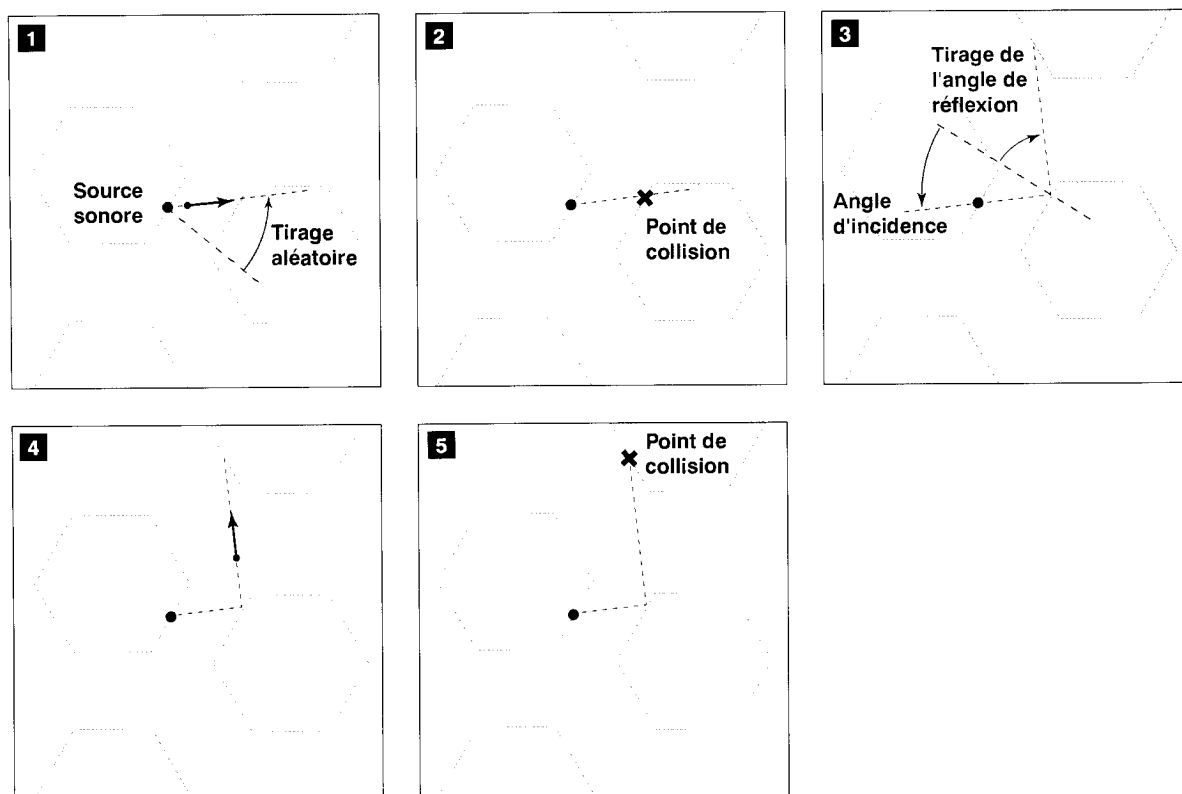 1
Source
sonore
Tirage
aléatoire
2
Point de
collision
3
Tirage de
l'angle de
réflexion
Angle
d'incidence
4
5
Point de
collision